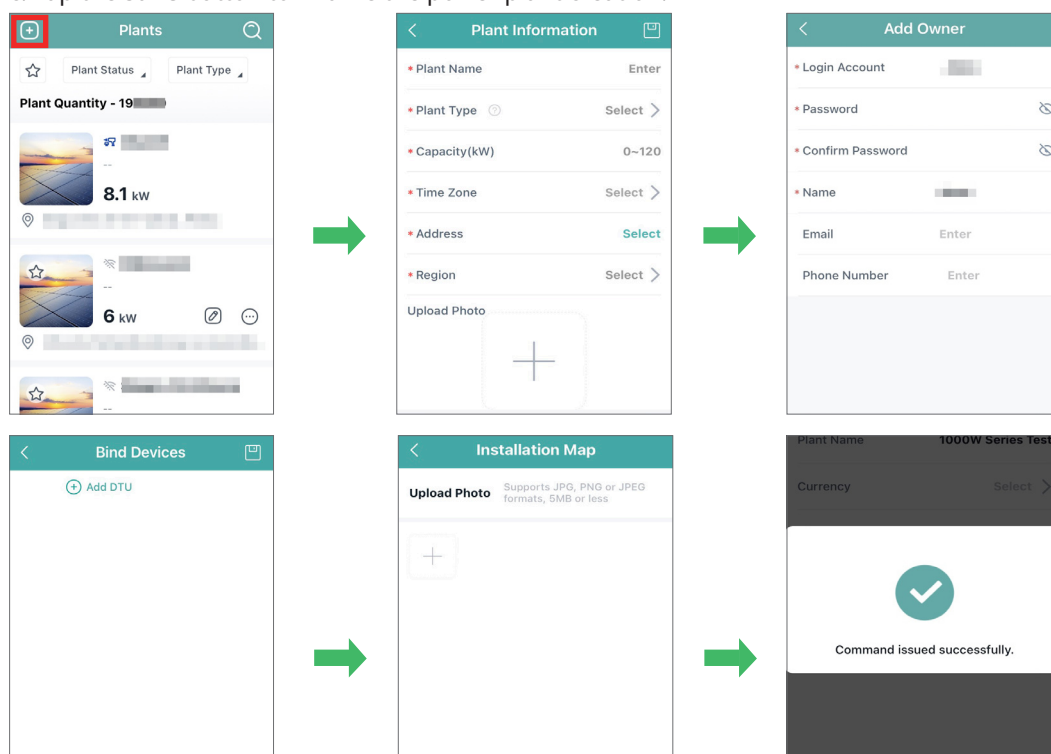 Plants
Plant Status Plant Type
Plant Quantity - 19
--
8.1 kW
--
6 kW
--
Plant Information
* Plant Name Enter
* Plant Type ? Select >
* Capacity(kW) 0~120
* Time Zone Select >
* Address Select
* Region Select >
Upload Photo
Add Owner
* Login Account
* Password
* Confirm Password
* Name
Email Enter
Phone Number Enter
Bind Devices
Add DTU
Installation Map
Upload Photo Supports JPG, PNG or JPEG
formats, 5MB or less
Plant Name 1000W Series Test
Currency Select >
Command issued successfully.